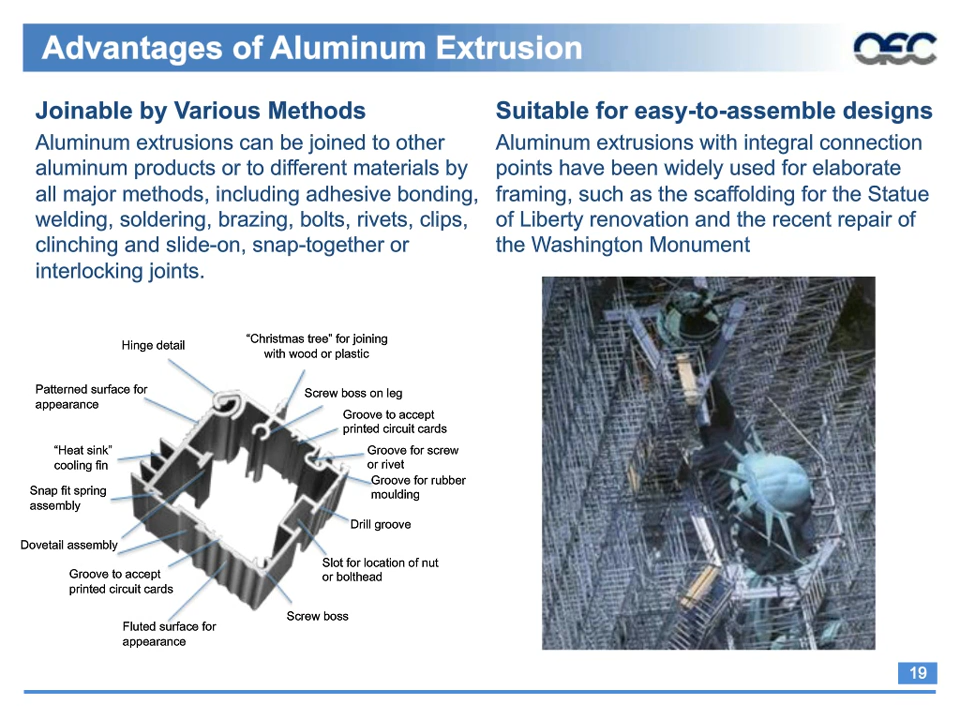 Advantages of Aluminum Extrusion
AEC
Joinable by Various Methods
Aluminum extrusions can be joined to other
aluminum products or to different materials by
all major methods, including adhesive bonding,
welding, soldering, brazing, bolts, rivets, clips,
clinching and slide-on, snap-together or
interlocking joints.
Suitable for easy-to-assemble designs
Aluminum extrusions with integral connection
points have been widely used for elaborate
framing, such as the scaffolding for the Statue
of Liberty renovation and the recent repair of
the Washington Monument
Hinge detail
“Christmas tree” for joining
with wood or plastic
Patterned surface for
appearance
Screw boss on leg
Groove to accept
printed circuit cards
“Heat sink”
cooling fin
Groove for screw
or rivet
Groove for rubber
moulding
Snap fit spring
assembly
Drill groove
Dovetail assembly
Slot for location of nut
or bolthead
Groove to accept
printed circuit cards
Screw boss
Fluted surface for
appearance
19